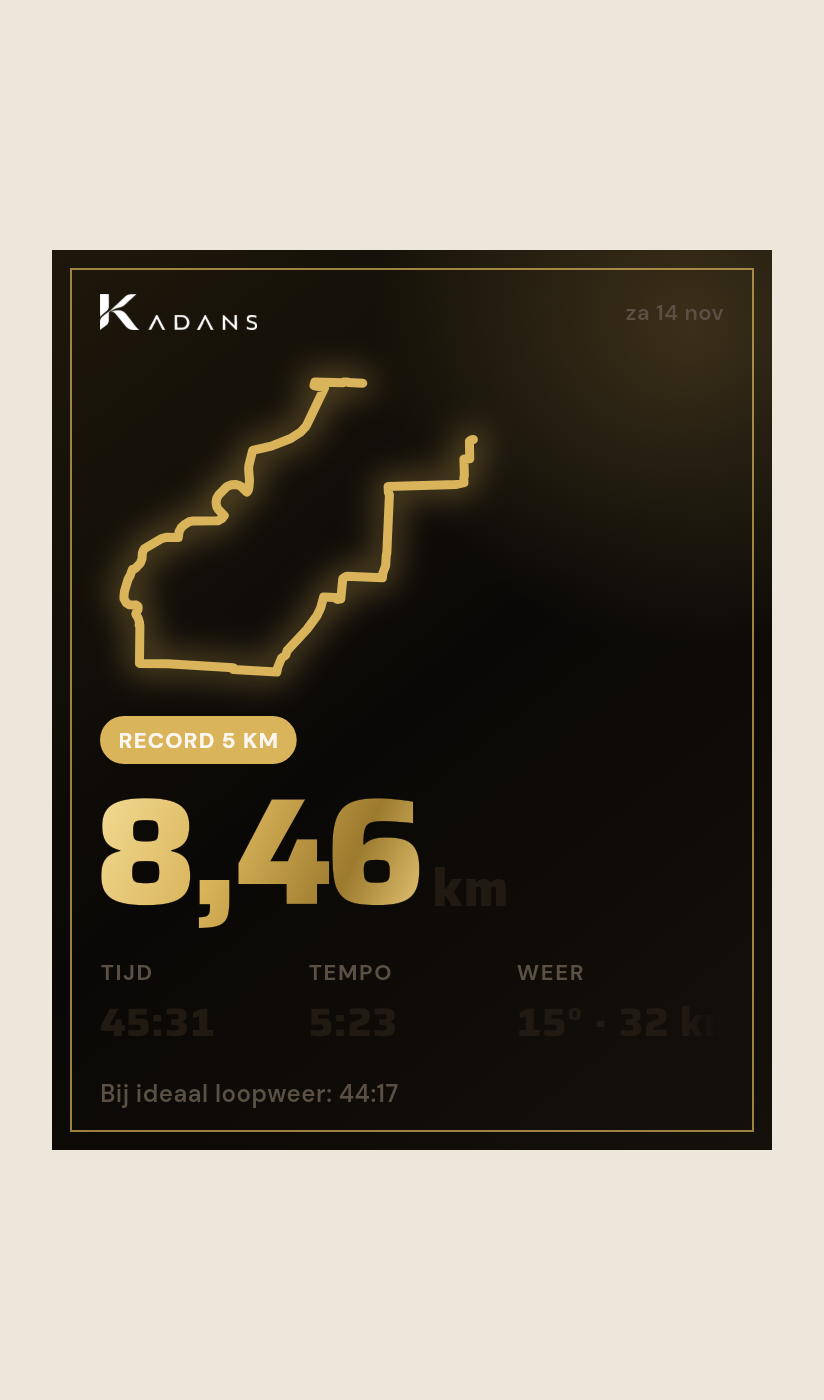 KADANS
za 14 nov
RECORD 5 KM
8,46 km
TIJD TEMPO WEER
45:31 5:23 15° · 32
Bij ideaal loopweer: 44:17